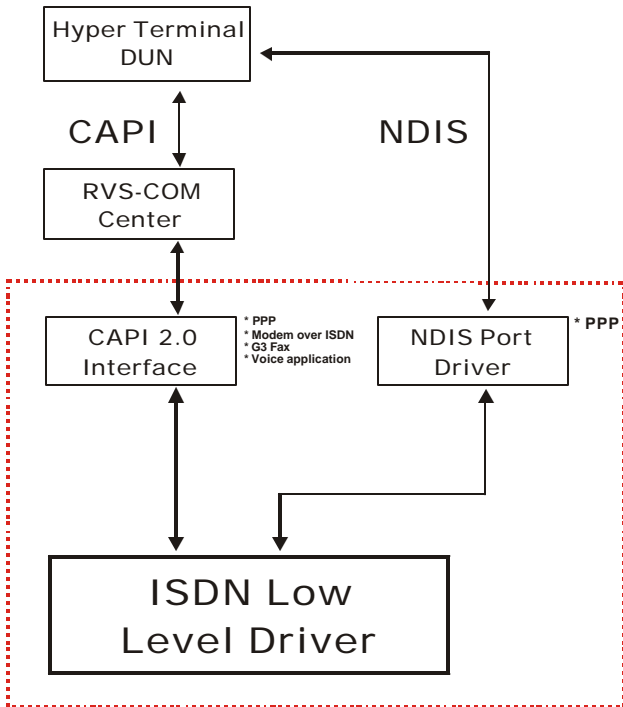 Hyper Terminal
DUN
CAPI
NDIS
RVS-COM
Center
CAPI 2.0
Interface
* PPP
* Modem over ISDN
* G3 Fax
* Voice application
NDIS Port
Driver
* PPP
ISDN Low
Level Driver